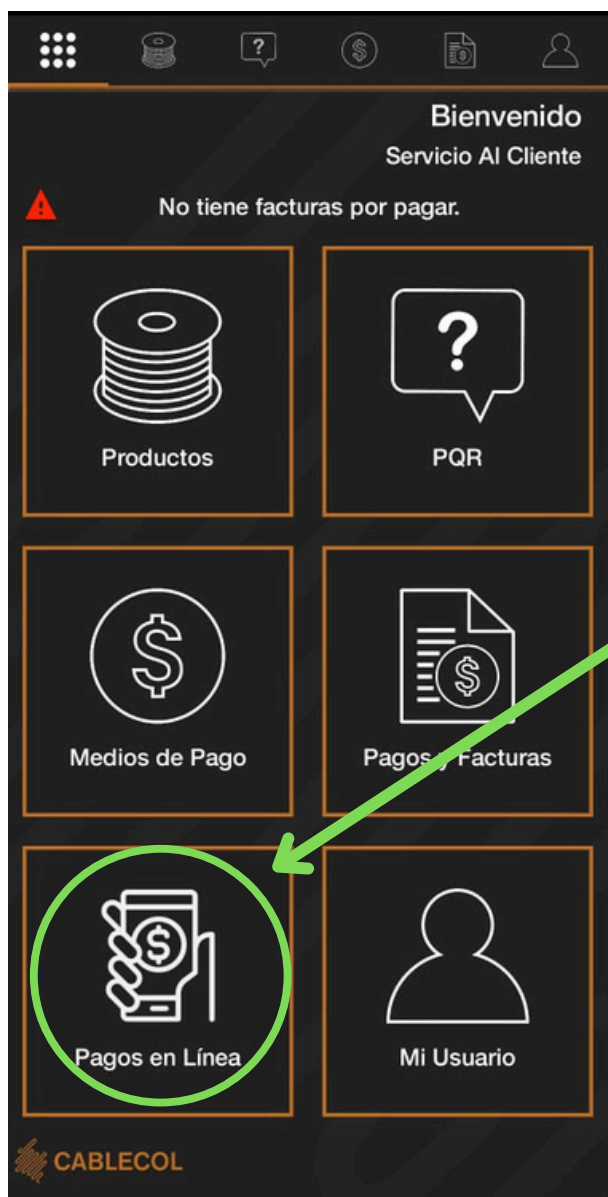 Bienvenido
Servicio Al Cliente
No tiene facturas por pagar.
Productos
PQR
Medios de Pago
Pagos y Facturas
Pagos en Línea
Mi Usuario
CABLECOL